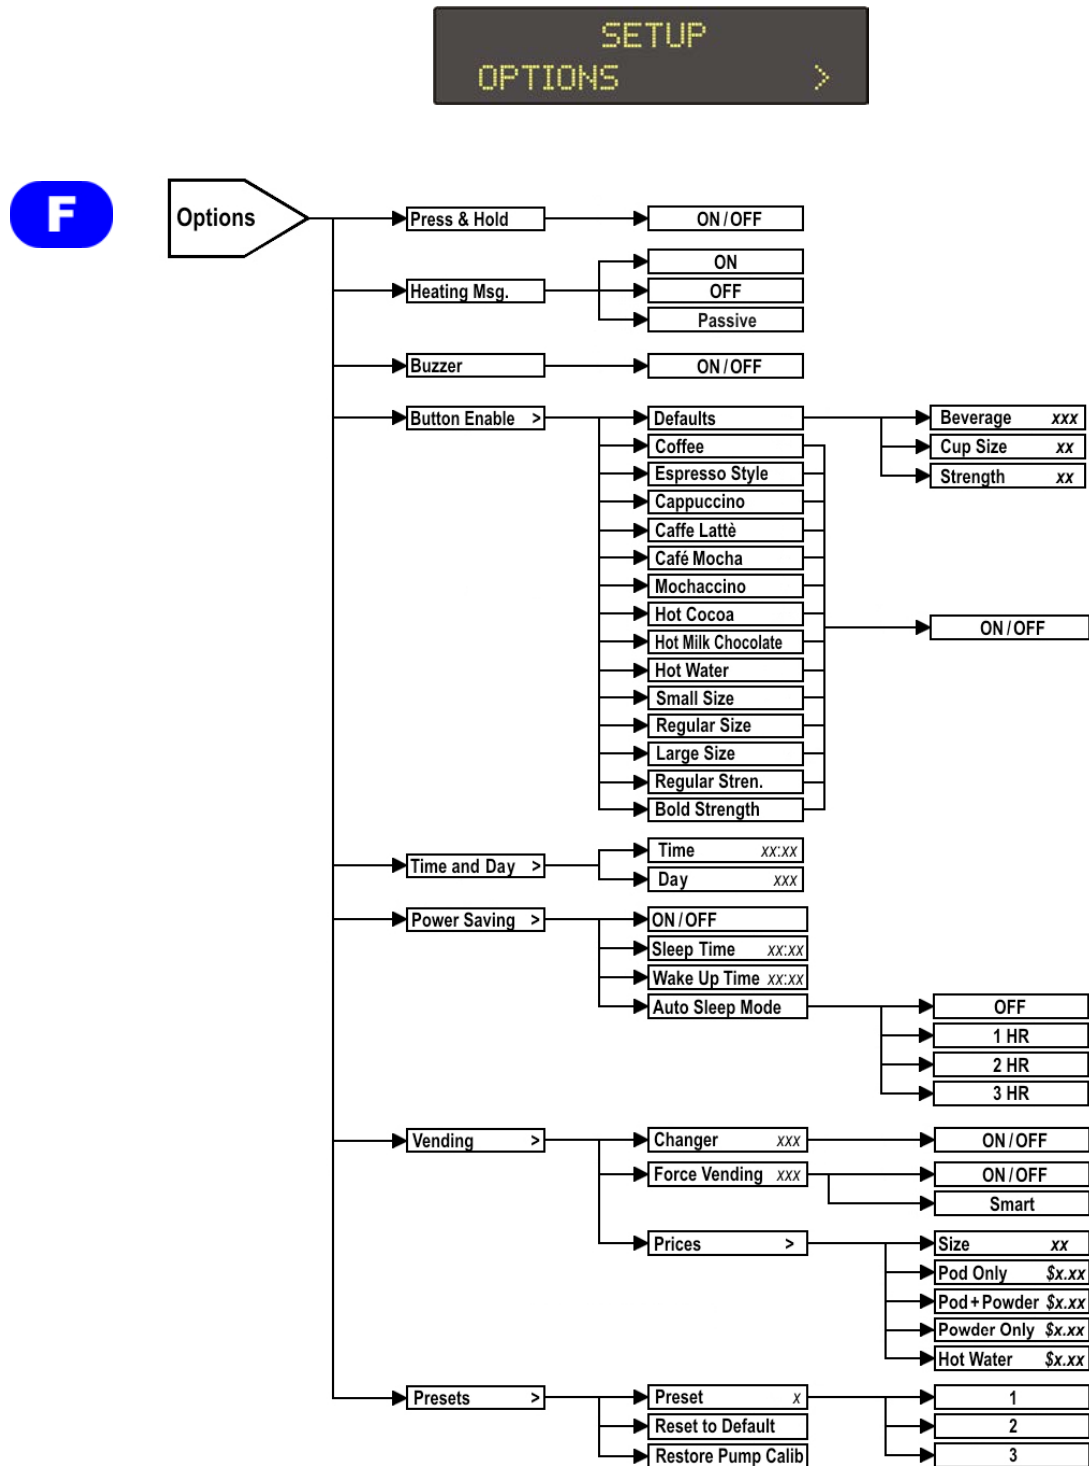 SETUP
OPTIONS >
F
Options
Press & Hold
ON / OFF
Heating Msg.
ON
OFF
Passive
Buzzer
ON / OFF
Button Enable >
Defaults
Beverage xxx
Cup Size xx
Strength xx
Coffee
Espresso Style
Cappuccino
Caffe Lattè
Café Mocha
Mochaccino
Hot Cocoa
Hot Milk Chocolate
Hot Water
Small Size
Regular Size
Large Size
Regular Stren.
Bold Strength
ON / OFF
Time and Day >
Time xx:xx
Day xxx
Power Saving >
ON / OFF
Sleep Time xx:xx
Wake Up Time xx:xx
Auto Sleep Mode
OFF
1 HR
2 HR
3 HR
Vending >
Changer xxx
ON / OFF
Force Vending xxx
ON / OFF
Smart
Prices >
Size xx
Pod Only $x.xx
Pod + Powder $x.xx
Powder Only $x.xx
Hot Water $x.xx
Presets >
Preset x
1
2
3
Reset to Default
Restore Pump Calib